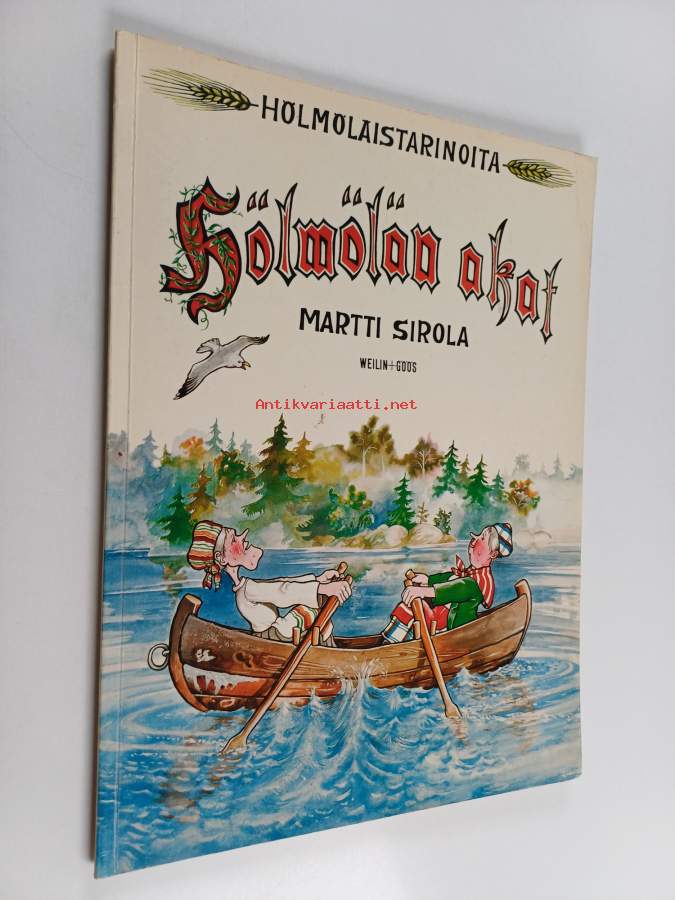 HÖLMÖLÄISTARINOITA
Hölmölän akat
MARTTI SIROLA
WEILIN+GÖÖS
Antikvariaatti.net